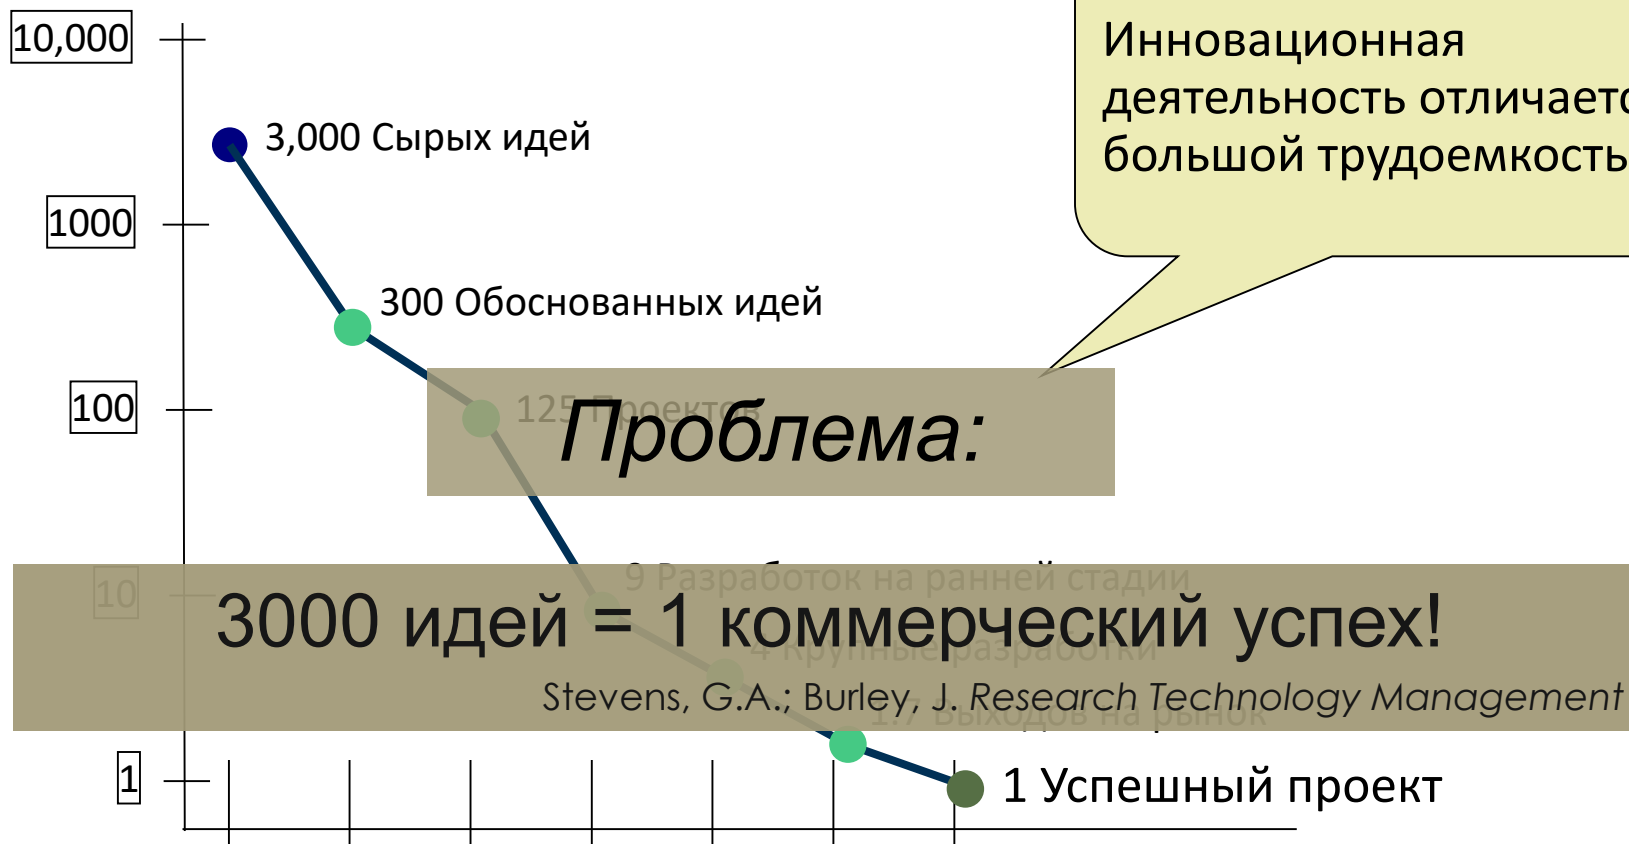 10,000
Инновационная
деятельность отличаетс
большой трудоемкость
3,000 Сырых идей
1000
300 Обоснованных идей
100
125 Проектов
Проблема:
9 Разработок на ранней стадии
10
3000 идей = 1 коммерческий успех!
4 Крупные разработки
Stevens, G.A.; Burley, J. Research Technology Management
1.7 Выходов на рынок
1
1 Успешный проект